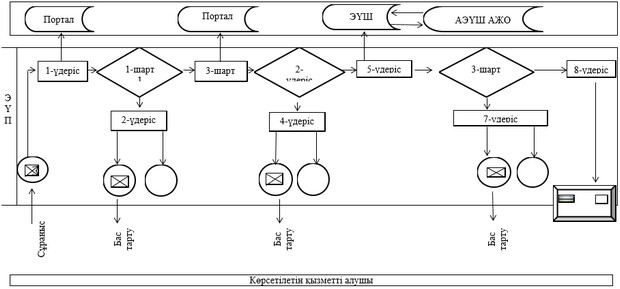 Портал
Портал
ЭҮШ
АЭҮШ АЖО
Э
Ү
П
1-үдеріс
1-шарт
1
3-шарт
2-
үдеріс
5-үдеріс
3-шарт
8-үдеріс
2-үдеріс
4-үдеріс
7-үдеріс
Сұраныс
Бас
тарту
Бас
тарту
Бас
тарту
Көрсетілетін қызметті алушы